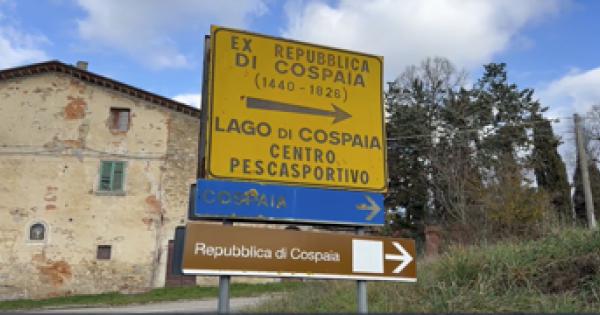 EX REPUBBLICA
DI COSPAIA
(1440-1826)
LAGO DI COSPAIA
CENTRO
PESCASPORTIVO
COSPAIA
Repubblica di Cospaia